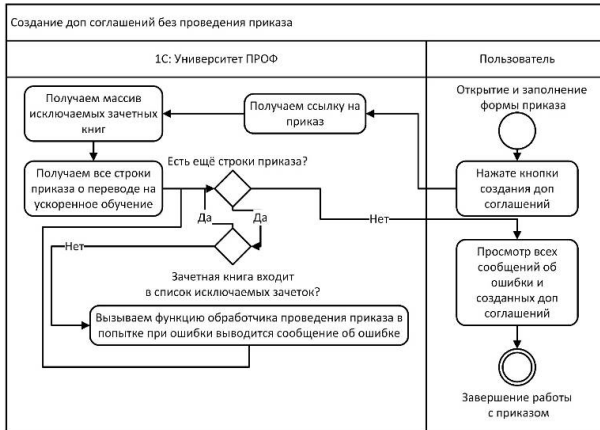 Создание доп соглашений без проведения приказа
1С: Университет ПРОФ
Пользователь
Получаем массив
исключаемых зачетных
книг
Получаем ссылку на
приказ
Открытие и заполнение
формы приказа
Получаем все строки
приказа о переводе на
ускоренное обучение
Есть ещё строки приказа?
Нажате кнопки
создания доп
соглашений
Да
Да
Нет
Нет
Просмотр всех
сообщений об
ошибки и
созданных доп
соглашений
Зачетная книга входит
в список исключаемых зачеток?
Вызываем функцию обработчика проведения приказа в
попытке при ошибки выводится сообщение об ошибке
Завершение работы
с приказом